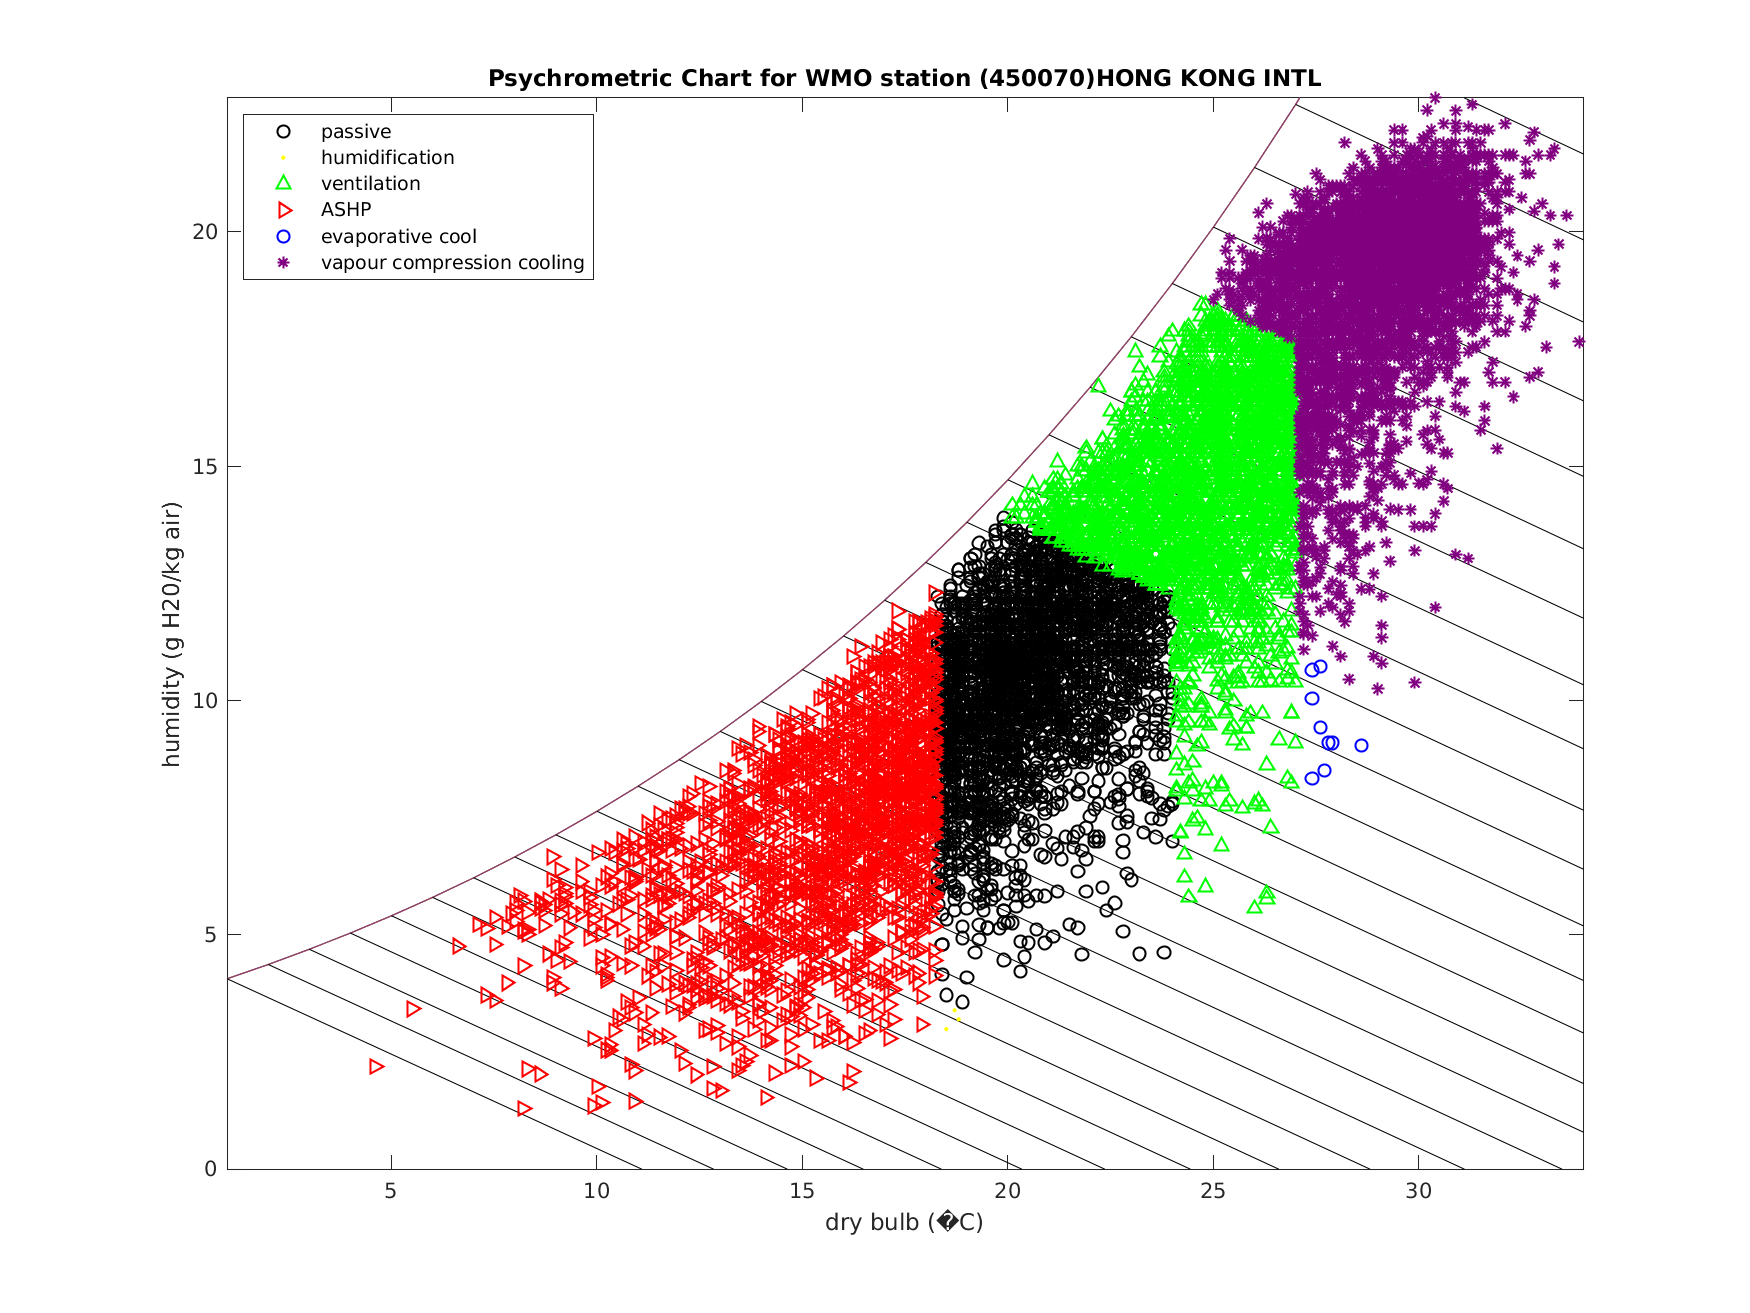 Psychrometric Chart for WMO station (450070)HONG KONG INTL
passive
humidification
ventilation
ASHP
evaporative cool
vapour compression cooling
20
15
10
5
0
humidity (g H20/kg air)
5 10 15 20 25 30
dry bulb (�C)